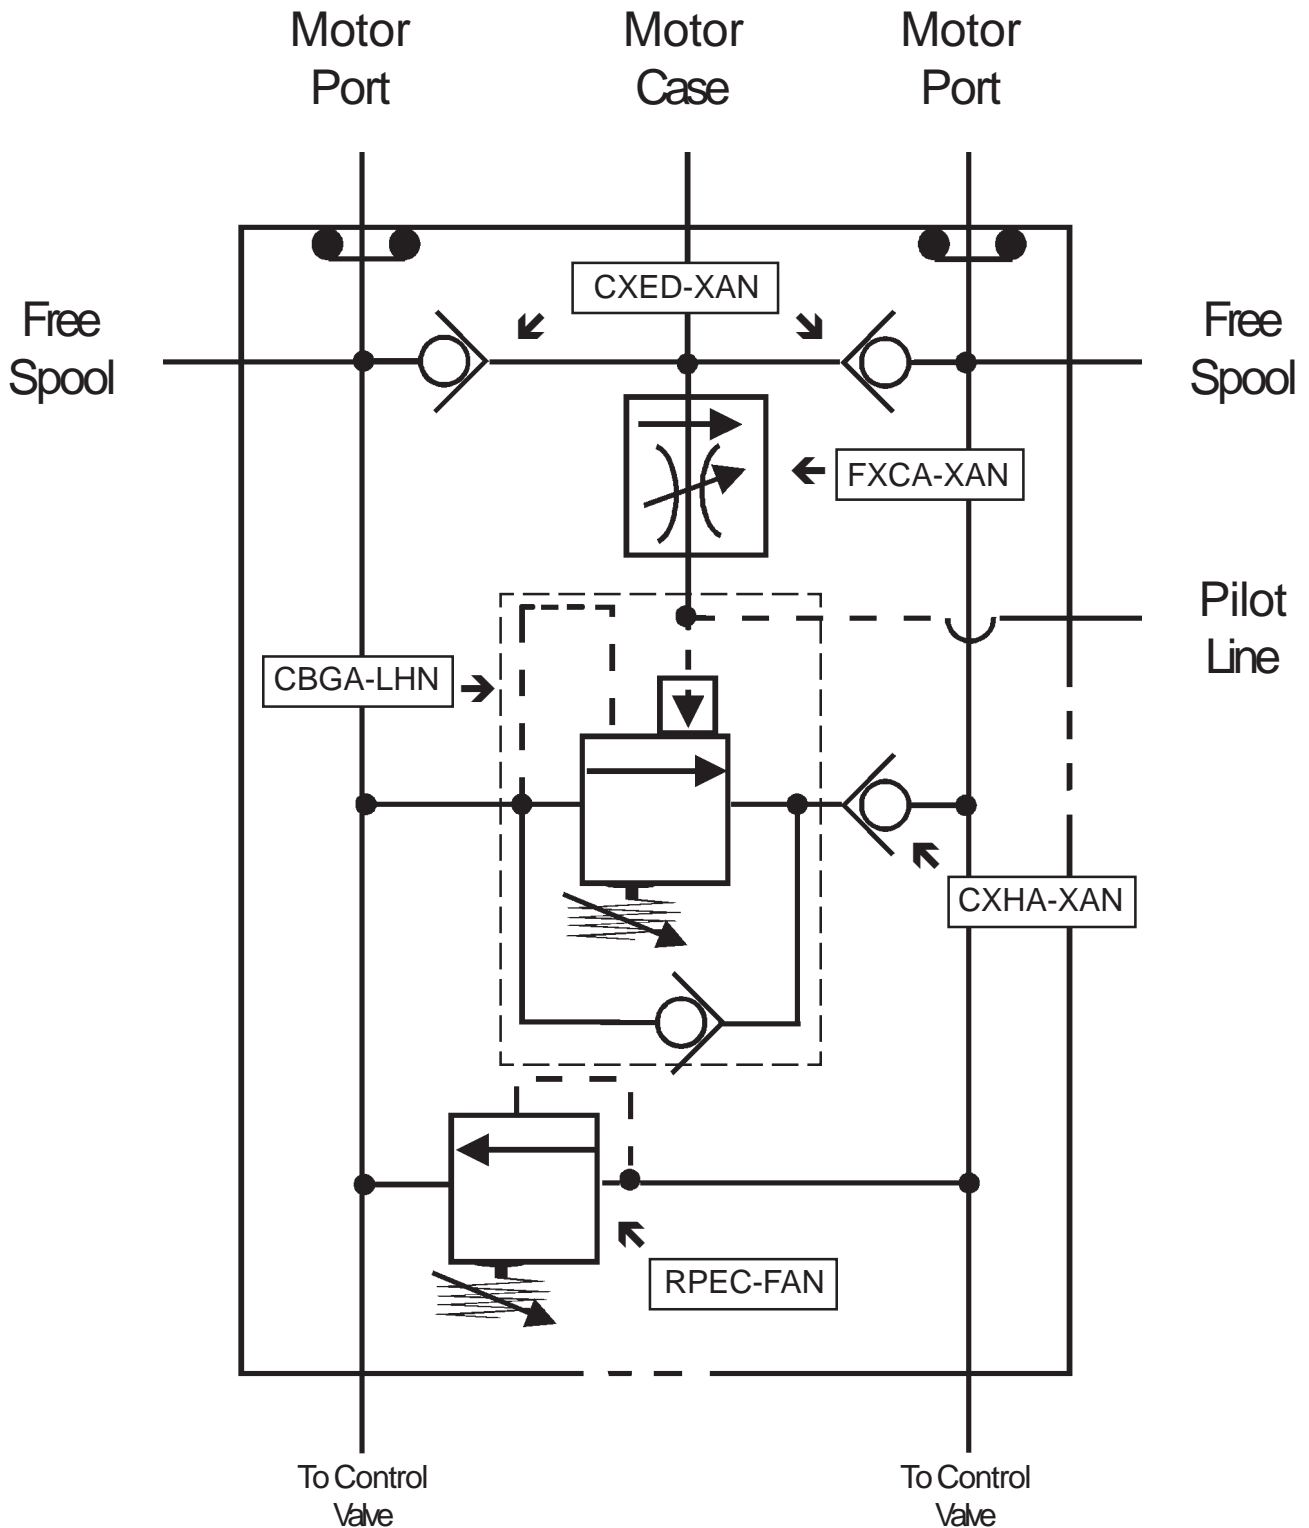 Motor
Port
Motor
Case
Motor
Port
CXED-XAN
Free
Spool
Free
Spool
FXCA-XAN
Pilot
Line
CBGA-LHN
CXHA-XAN
RPEC-FAN
To Control
Valve
To Control
Valve